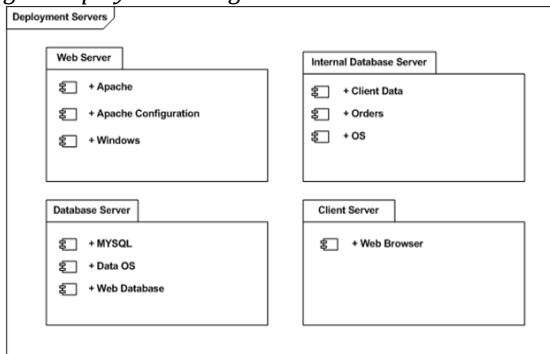 Deployment Servers
Web Server
+ Apache
+ Apache Configuration
+ Windows
Internal Database Server
+ Client Data
+ Orders
+ OS
Database Server
+ MYSQL
+ Data OS
+ Web Database
Client Server
+ Web Browser